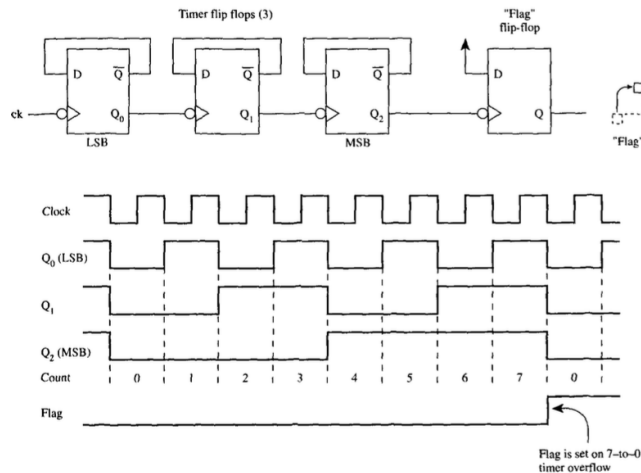 Timer flip flops (3)
"Flag"
flip-flop
D Q̅ D Q̅ D Q̅ D
ck Q₀ Q₁ Q₂ Q
LSB MSB "Flag"
Clock
Q₀ (LSB)
Q₁
Q₂ (MSB)
Count 0 1 2 3 4 5 6 7 0
Flag
Flag is set on 7–to–0
timer overflow